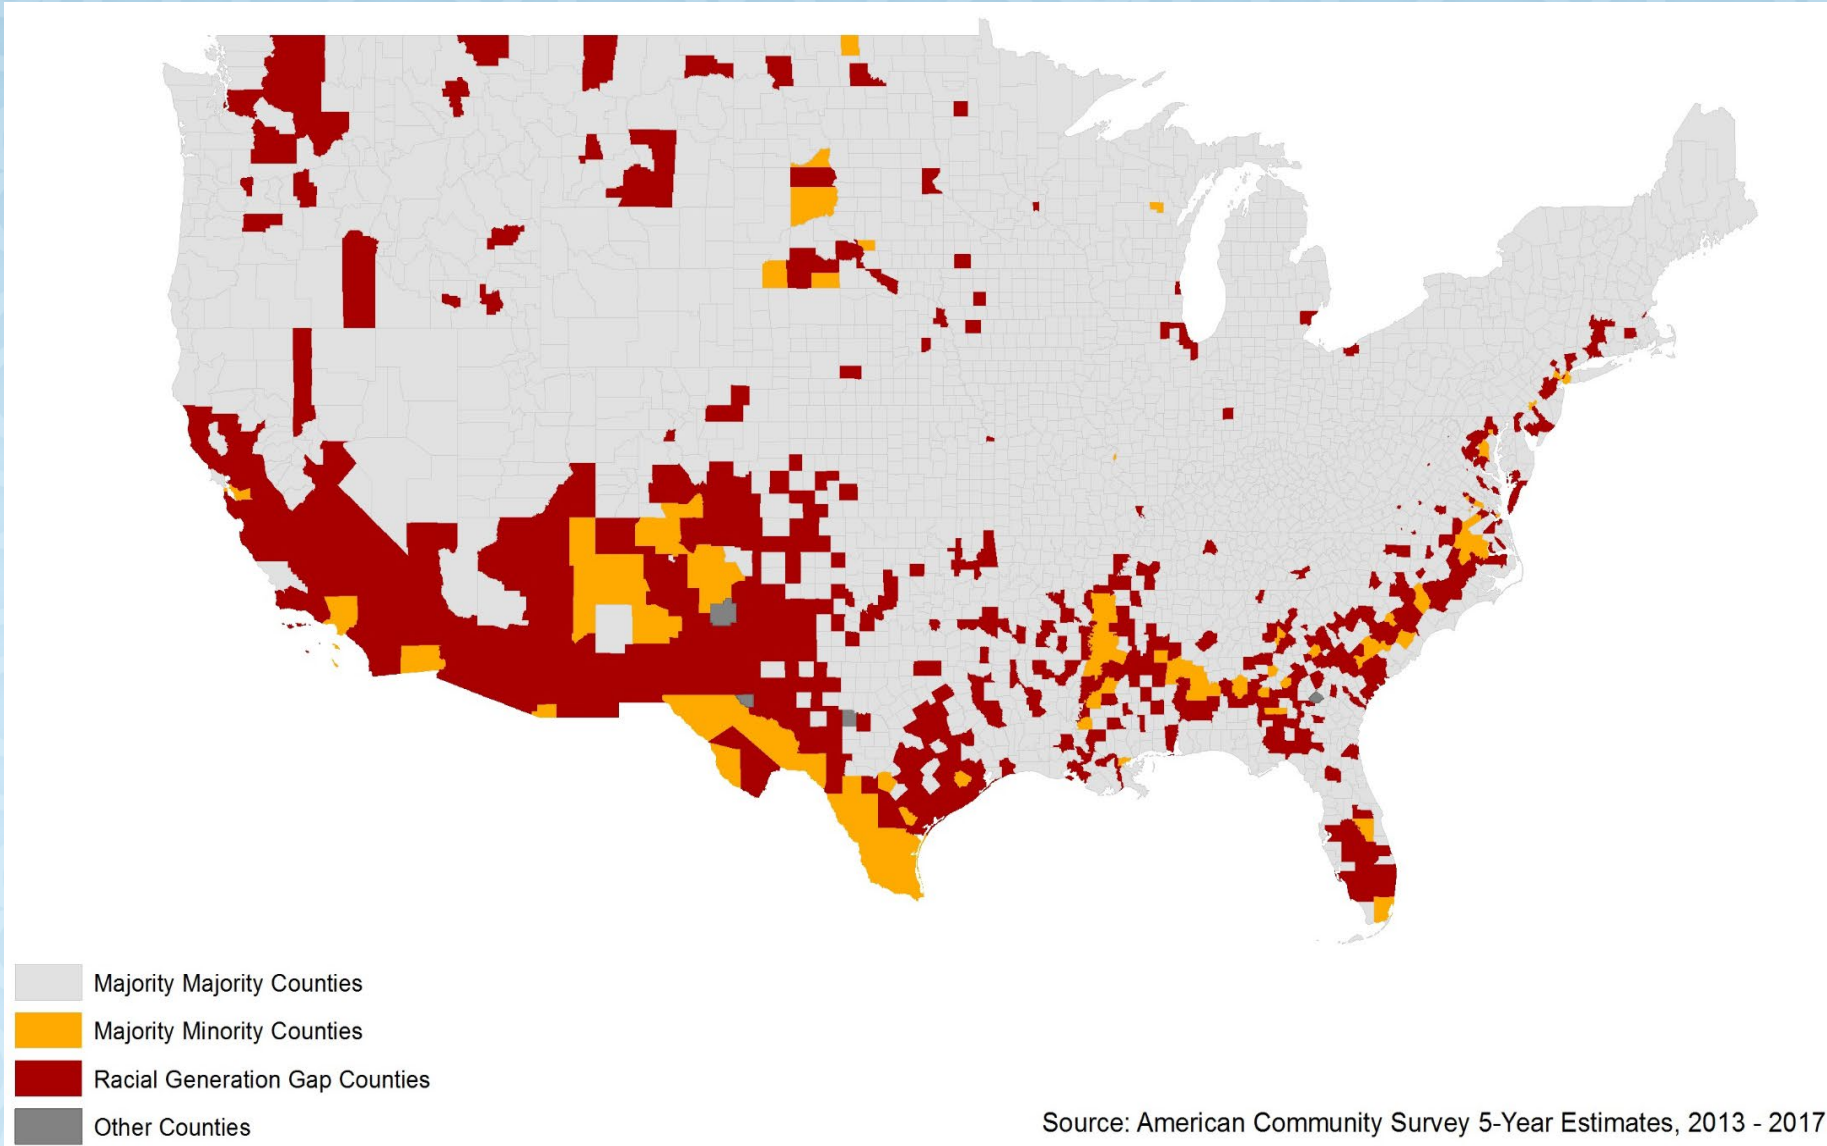 Majority Majority Counties
Majority Minority Counties
Racial Generation Gap Counties
Other Counties
Source: American Community Survey 5-Year Estimates, 2013 - 2017